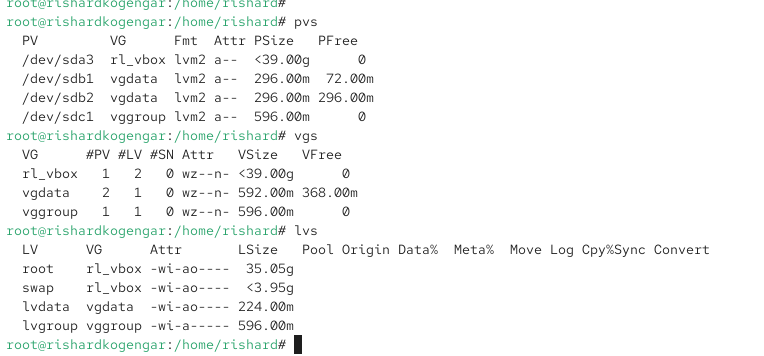 root@rishardkogengar:/home/rishard#
root@rishardkogengar:/home/rishard# pvs
  PV         VG      Fmt  Attr PSize   PFree
  /dev/sda3  rl_vbox lvm2 a--  <39.00g      0
  /dev/sdb1  vgdata  lvm2 a--  296.00m  72.00m
  /dev/sdb2  vgdata  lvm2 a--  296.00m 296.00m
  /dev/sdc1  vggroup lvm2 a--  596.00m      0
root@rishardkogengar:/home/rishard# vgs
  VG      #PV #LV #SN Attr   VSize   VFree
  rl_vbox   1   2   0 wz--n- <39.00g      0
  vgdata    2   1   0 wz--n- 592.00m 368.00m
  vggroup   1   1   0 wz--n- 596.00m      0
root@rishardkogengar:/home/rishard# lvs
  LV      VG      Attr       LSize   Pool Origin Data%  Meta%  Move Log Cpy%Sync Convert
  root    rl_vbox -wi-ao----  35.05g
  swap    rl_vbox -wi-ao----  <3.95g
  lvdata  vgdata  -wi-ao---- 224.00m
  lvgroup vggroup -wi-a----- 596.00m
root@rishardkogengar:/home/rishard#